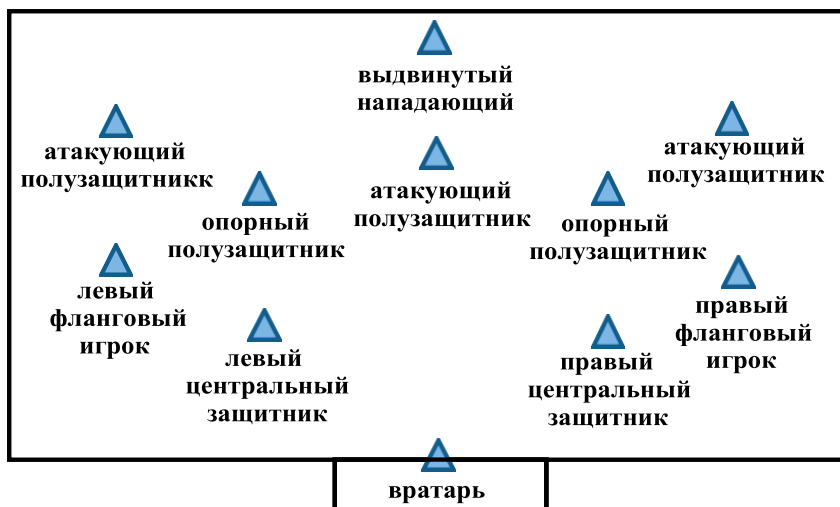 выдвинутый
нападающий
атакующий
полузащитникк
атакующий
полузащитник
атакующий
полузащитник
опорный
полузащитник
опорный
полузащитник
левый
фланговый
игрок
правый
фланговый
игрок
левый
центральный
защитник
правый
центральный
защитник
вратарь